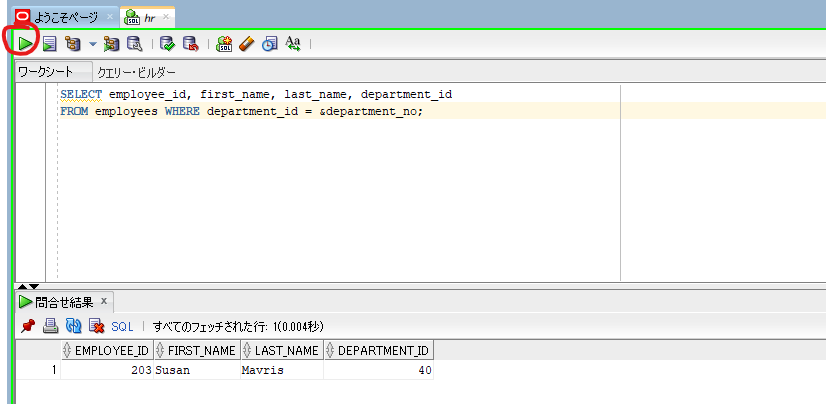 ようこそページ × hr ×
SQL Aa
ワークシート クエリー・ビルダー
SELECT employee_id, first_name, last_name, department_id
FROM employees WHERE department_id = &department_no;
問合せ結果 ×
SQL | すべてのフェッチされた行: 1(0.004秒)
EMPLOYEE_ID FIRST_NAME LAST_NAME DEPARTMENT_ID
1 203 Susan Mavris 40